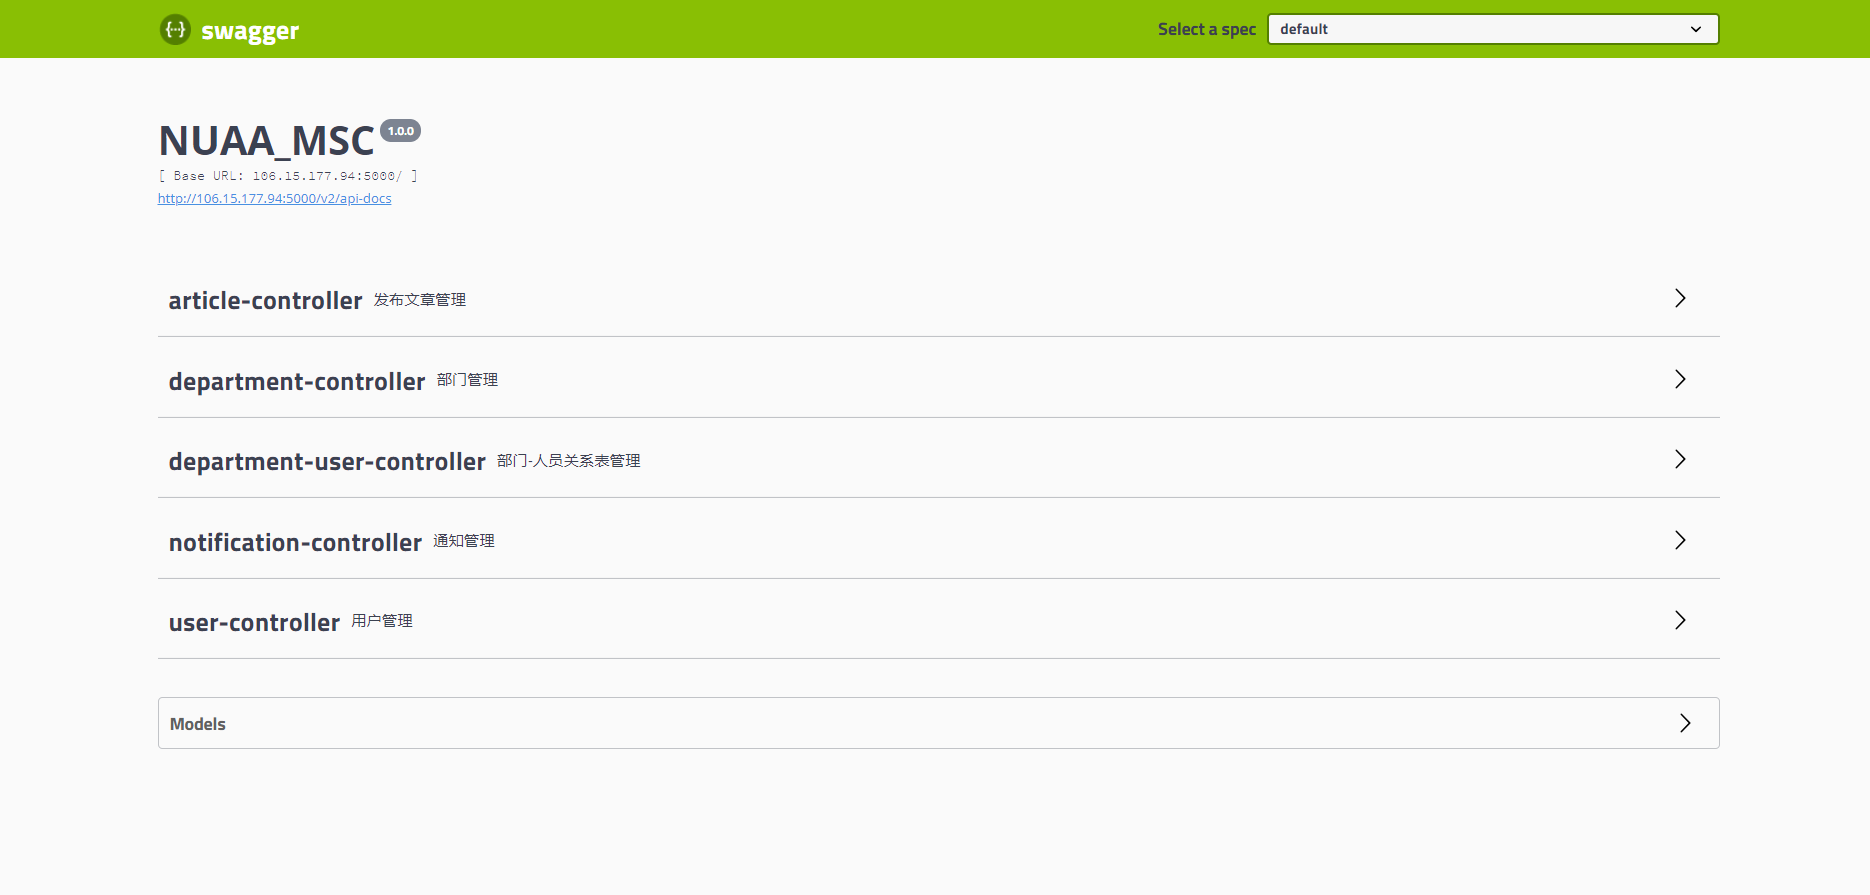 {···} swagger
Select a spec default
NUAA_MSC 1.0.0
[ Base URL: 106.15.177.94:5000/ ]
http://106.15.177.94:5000/v2/api-docs
article-controller 发布文章管理
department-controller 部门管理
department-user-controller 部门-人员关系表管理
notification-controller 通知管理
user-controller 用户管理
Models